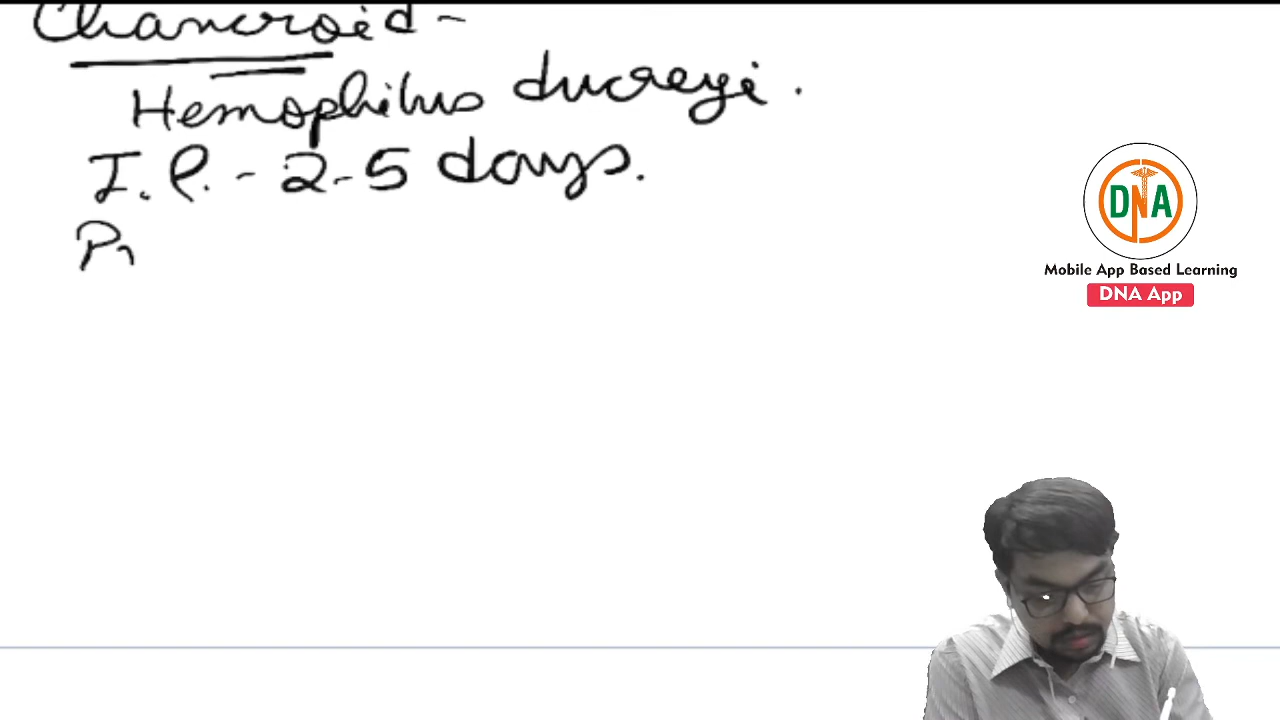 Chancroid -
Hemophilus ducreyi.
I.P. - 2-5 days.
DNA
Mobile App Based Learning
DNA App